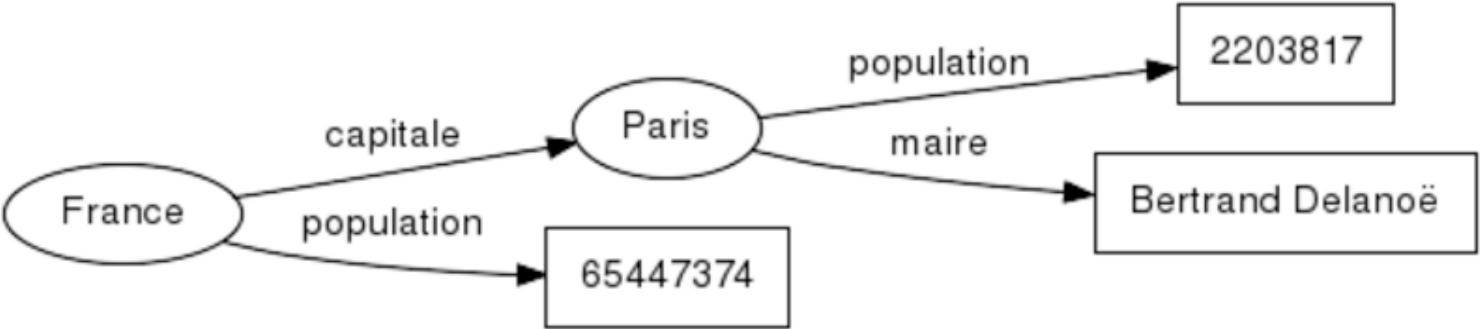 2203817
population
Paris
capitale
maire
Bertrand Delanoë
France
population
65447374